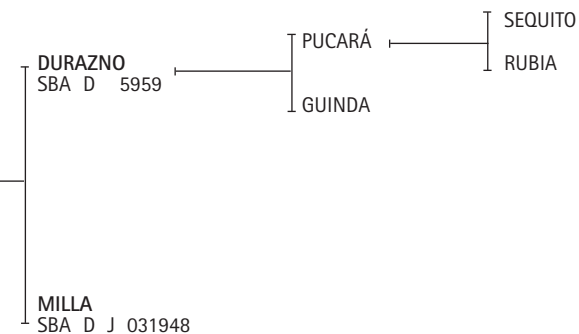 SEQUITO
PUCARÁ
RUBIA
DURAZNO
SBA D 5959
GUINDA
MILLA
SBA D J 031948